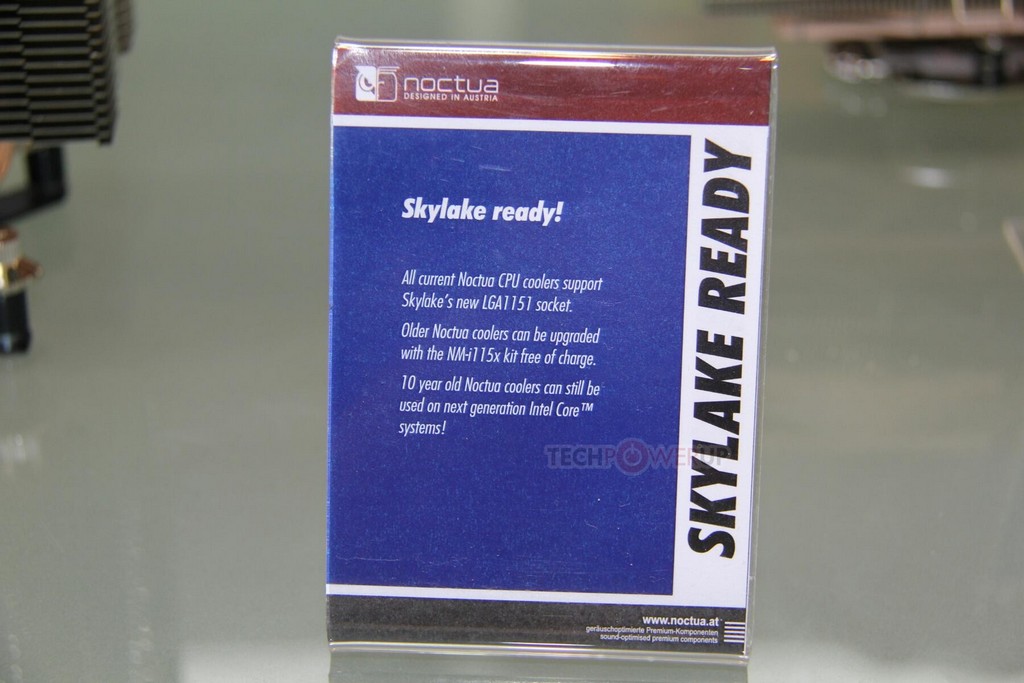 noctua
DESIGNED IN AUSTRIA
Skylake ready!
All current Noctua CPU coolers support
Skylake's new LGA1151 socket.
Older Noctua coolers can be upgraded
with the NM-i115x kit free of charge.
10 year old Noctua coolers can still be
used on next generation Intel Core™
systems!
TECHPOWERUP
SKYLAKE READY
www.noctua.at
geräuschoptimierte Premium-Komponenten
sound-optimised premium components